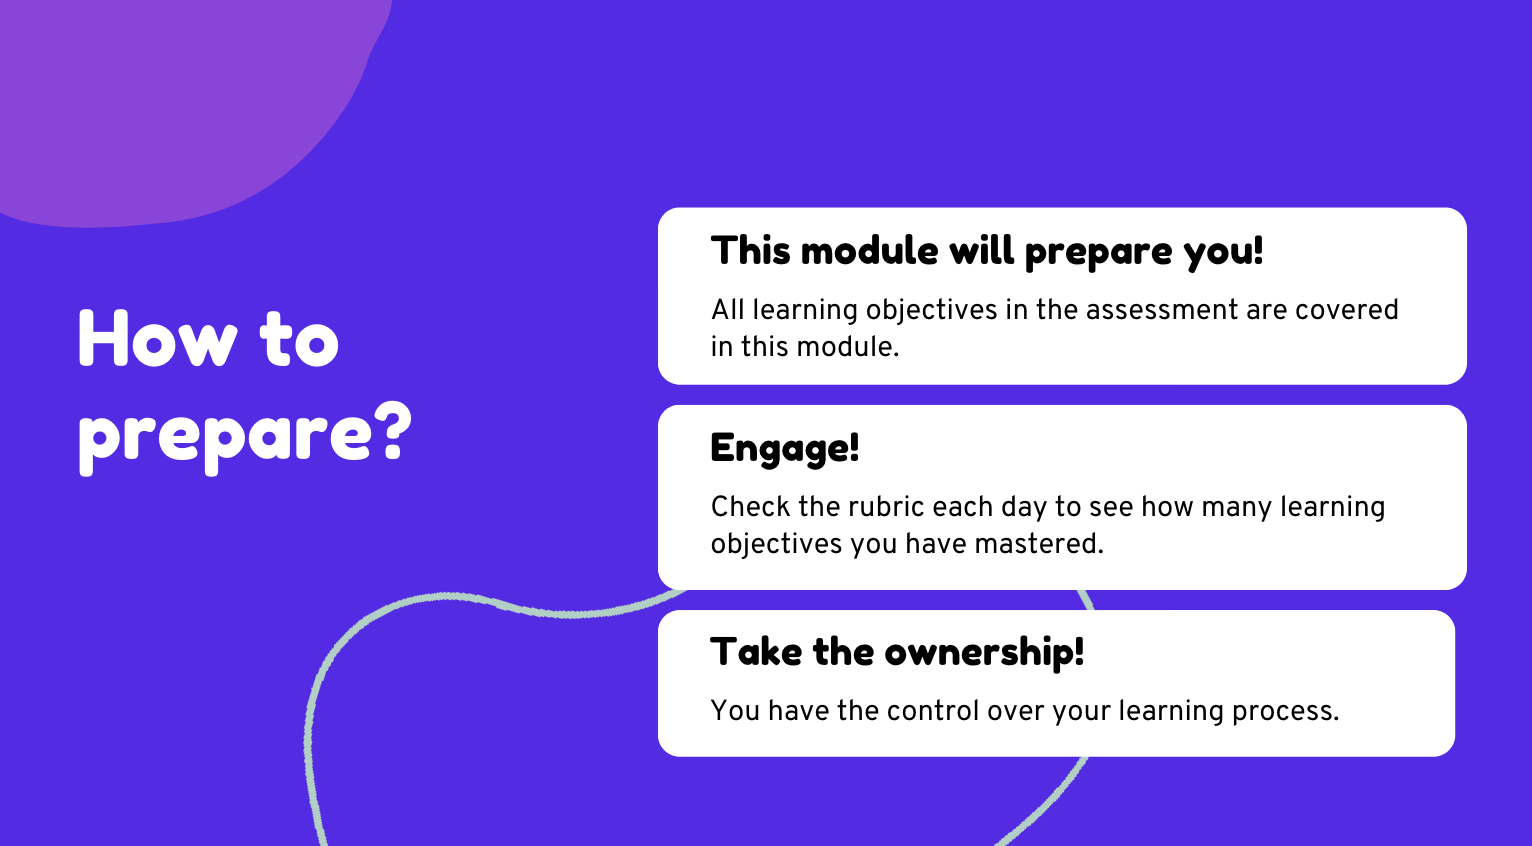 How to
prepare?
This module will prepare you!
All learning objectives in the assessment are covered
in this module.
Engage!
Check the rubric each day to see how many learning
objectives you have mastered.
Take the ownership!
You have the control over your learning process.